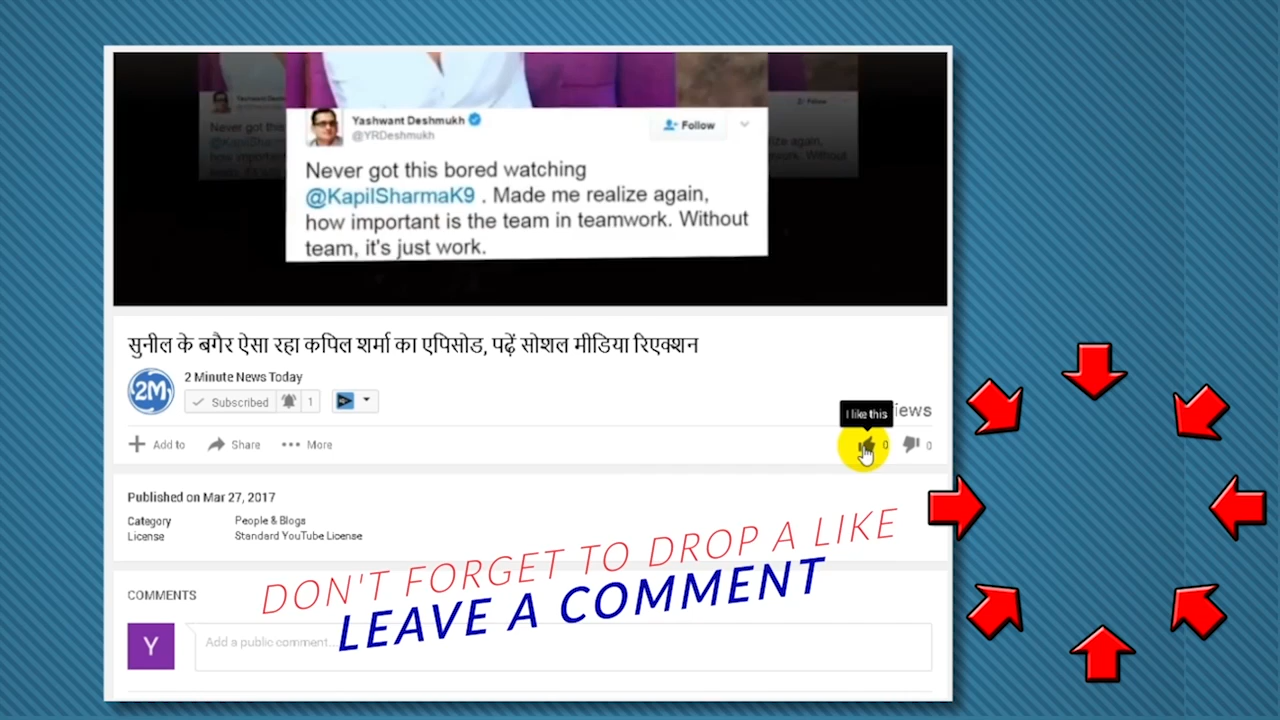 Yashwant Deshmukh
@YRDeshmukh
Follow
Never got this bored watching
@KapilSharmaK9 . Made me realize again,
how important is the team in teamwork. Without
team, it's just work.
सुनील के बगैर ऐसा रहा कपिल शर्मा का एपिसोड, पढ़ें सोशल मीडिया रिएक्शन
2M
2 Minute News Today
Subscribed 1
I like this
iews
Add to Share More 0 0
Published on Mar 27, 2017
Category People & Blogs
License Standard YouTube License
DON'T FORGET TO DROP A LIKE
LEAVE A COMMENT
COMMENTS
Y
Add a public comment...